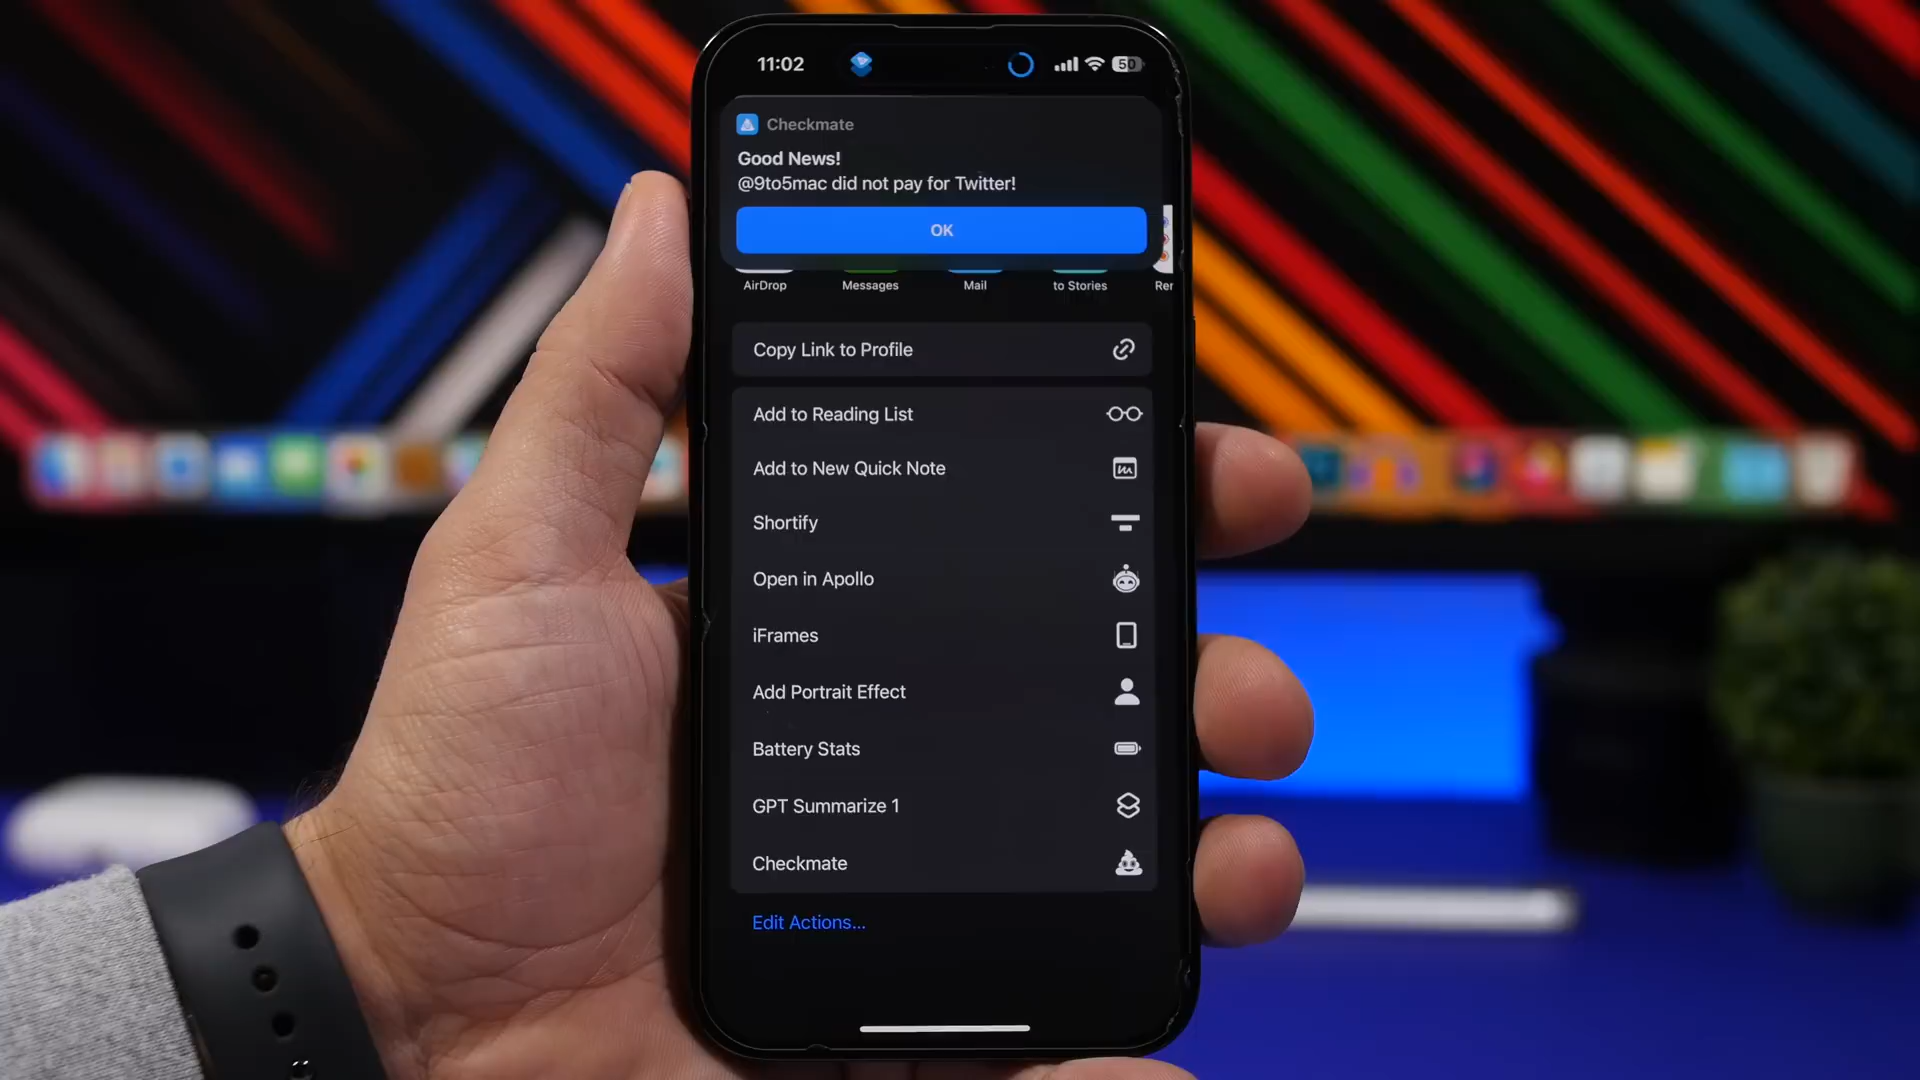 11:02
50
Checkmate
Good News!
@9to5mac did not pay for Twitter!
OK
AirDrop
Messages
Mail
to Stories
Rer
Copy Link to Profile
Add to Reading List
Add to New Quick Note
Shortify
Open in Apollo
iFrames
Add Portrait Effect
Battery Stats
GPT Summarize 1
Checkmate
Edit Actions...